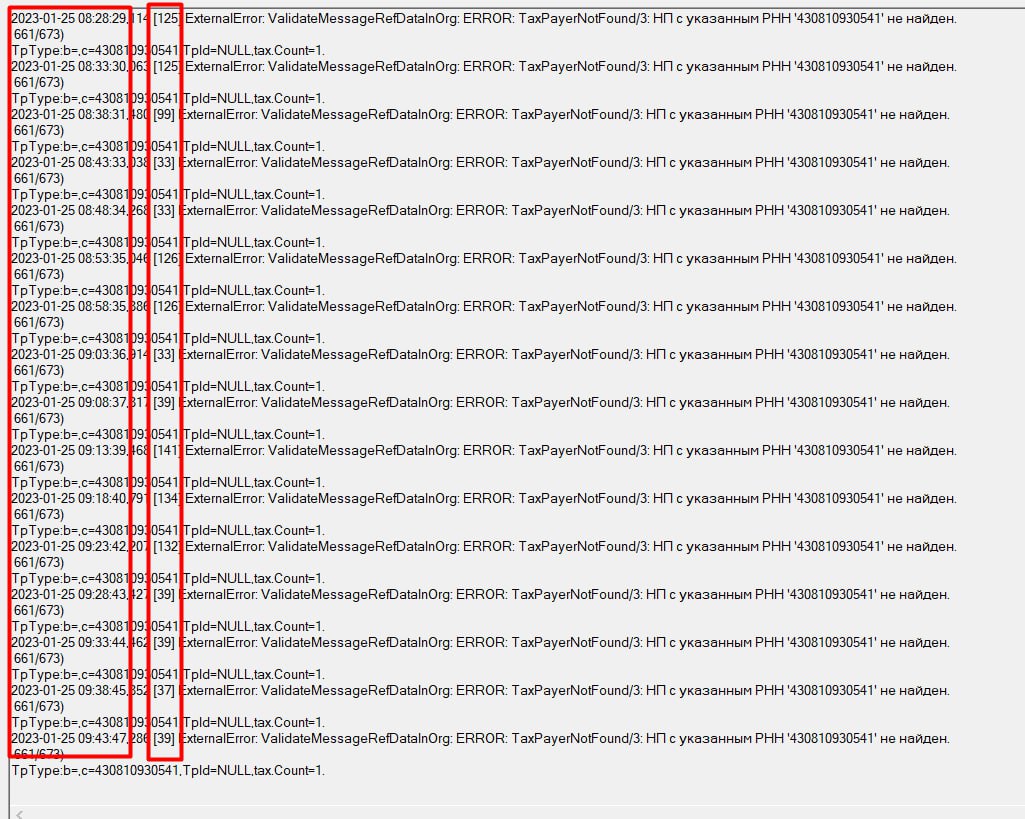 2023-01-25 08:28:29,114 [125] ExternalError: ValidateMessageRefDataInOrg: ERROR: TaxPayerNotFound/3: НП с указанным РНН '430810930541' не найден.
661/673)
TpType:b=,c=430810930541,TpId=NULL,tax.Count=1.
2023-01-25 08:33:30,063 [125] ExternalError: ValidateMessageRefDataInOrg: ERROR: TaxPayerNotFound/3: НП с указанным РНН '430810930541' не найден.
661/673)
TpType:b=,c=430810930541,TpId=NULL,tax.Count=1.
2023-01-25 08:38:31,480 [99] ExternalError: ValidateMessageRefDataInOrg: ERROR: TaxPayerNotFound/3: НП с указанным РНН '430810930541' не найден.
661/673)
TpType:b=,c=430810930541,TpId=NULL,tax.Count=1.
2023-01-25 08:43:33,038 [33] ExternalError: ValidateMessageRefDataInOrg: ERROR: TaxPayerNotFound/3: НП с указанным РНН '430810930541' не найден.
661/673)
TpType:b=,c=430810930541,TpId=NULL,tax.Count=1.
2023-01-25 08:48:34,268 [33] ExternalError: ValidateMessageRefDataInOrg: ERROR: TaxPayerNotFound/3: НП с указанным РНН '430810930541' не найден.
661/673)
TpType:b=,c=430810930541,TpId=NULL,tax.Count=1.
2023-01-25 08:53:35,046 [126] ExternalError: ValidateMessageRefDataInOrg: ERROR: TaxPayerNotFound/3: НП с указанным РНН '430810930541' не найден.
661/673)
TpType:b=,c=430810930541,TpId=NULL,tax.Count=1.
2023-01-25 08:58:35,886 [126] ExternalError: ValidateMessageRefDataInOrg: ERROR: TaxPayerNotFound/3: НП с указанным РНН '430810930541' не найден.
661/673)
TpType:b=,c=430810930541,TpId=NULL,tax.Count=1.
2023-01-25 09:03:36,914 [33] ExternalError: ValidateMessageRefDataInOrg: ERROR: TaxPayerNotFound/3: НП с указанным РНН '430810930541' не найден.
661/673)
TpType:b=,c=430810930541,TpId=NULL,tax.Count=1.
2023-01-25 09:08:37,817 [39] ExternalError: ValidateMessageRefDataInOrg: ERROR: TaxPayerNotFound/3: НП с указанным РНН '430810930541' не найден.
661/673)
TpType:b=,c=430810930541,TpId=NULL,tax.Count=1.
2023-01-25 09:13:39,468 [141] ExternalError: ValidateMessageRefDataInOrg: ERROR: TaxPayerNotFound/3: НП с указанным РНН '430810930541' не найден.
661/673)
TpType:b=,c=430810930541,TpId=NULL,tax.Count=1.
2023-01-25 09:18:40,791 [134] ExternalError: ValidateMessageRefDataInOrg: ERROR: TaxPayerNotFound/3: НП с указанным РНН '430810930541' не найден.
661/673)
TpType:b=,c=430810930541,TpId=NULL,tax.Count=1.
2023-01-25 09:23:42,207 [132] ExternalError: ValidateMessageRefDataInOrg: ERROR: TaxPayerNotFound/3: НП с указанным РНН '430810930541' не найден.
661/673)
TpType:b=,c=430810930541,TpId=NULL,tax.Count=1.
2023-01-25 09:28:43,427 [39] ExternalError: ValidateMessageRefDataInOrg: ERROR: TaxPayerNotFound/3: НП с указанным РНН '430810930541' не найден.
661/673)
TpType:b=,c=430810930541,TpId=NULL,tax.Count=1.
2023-01-25 09:33:44,462 [39] ExternalError: ValidateMessageRefDataInOrg: ERROR: TaxPayerNotFound/3: НП с указанным РНН '430810930541' не найден.
661/673)
TpType:b=,c=430810930541,TpId=NULL,tax.Count=1.
2023-01-25 09:38:45,852 [37] ExternalError: ValidateMessageRefDataInOrg: ERROR: TaxPayerNotFound/3: НП с указанным РНН '430810930541' не найден.
661/673)
TpType:b=,c=430810930541,TpId=NULL,tax.Count=1.
2023-01-25 09:43:47,286 [39] ExternalError: ValidateMessageRefDataInOrg: ERROR: TaxPayerNotFound/3: НП с указанным РНН '430810930541' не найден.
661/673)
TpType:b=,c=430810930541,TpId=NULL,tax.Count=1.